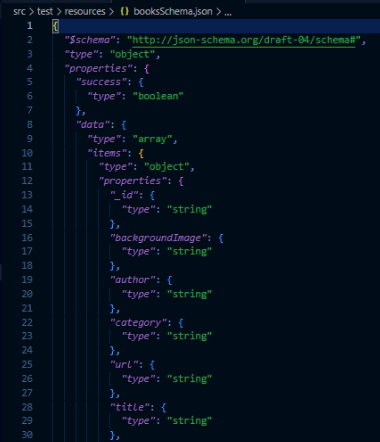 src > test > resources > {} booksSchema.json > ...
1 {
2 "$schema": "http://json-schema.org/draft-04/schema#",
3 "type": "object",
4 "properties": {
5 "success": {
6 "type": "boolean"
7 },
8 "data": {
9 "type": "array",
10 "items": {
11 "type": "object",
12 "properties": {
13 "_id": {
14 "type": "string"
15 },
16 "backgroundImage": {
17 "type": "string"
18 },
19 "author": {
20 "type": "string"
21 },
22 "category": {
23 "type": "string"
24 },
25 "url": {
26 "type": "string"
27 },
28 "title": {
29 "type": "string"
30 },